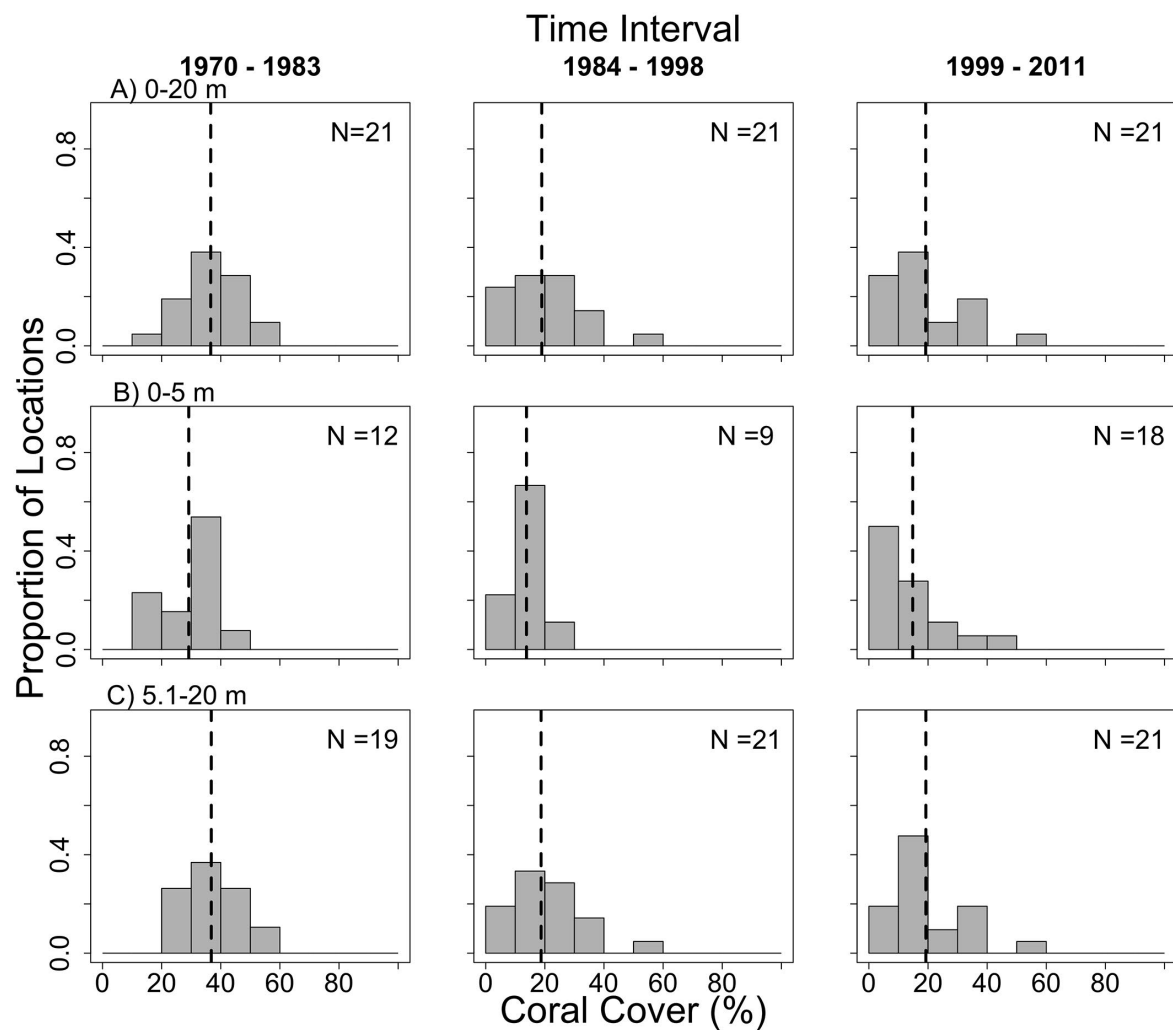 Time Interval
1970 - 1983
1984 - 1998
1999 - 2011
A) 0-20 m
N=21
N =21
N =21
0.8
0.4
0.0
B) 0-5 m
N =12
N =9
N =18
0.8
0.4
0.0
C) 5.1-20 m
N =19
N =21
N =21
0.8
0.4
0.0
0 20 40 60 80
0 20 40 60 80
0 20 40 60 80
Proportion of Locations
Coral Cover (%)